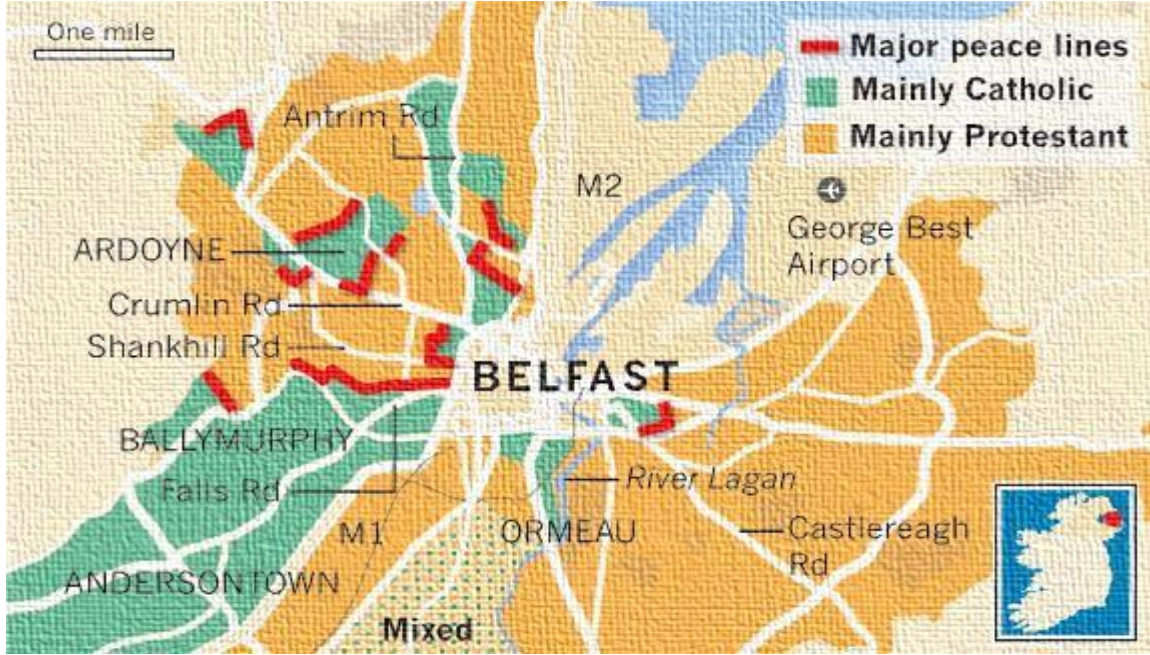 One mile
Major peace lines
Mainly Catholic
Mainly Protestant
Antrim Rd
M2
George Best
Airport
ARDOYNE
Crumlin Rd
Shankhill Rd
BELFAST
BALLYMURPHY
Falls Rd
River Lagan
M1
ORMEAU
Castlereagh
Rd
ANDERSONTOWN
Mixed